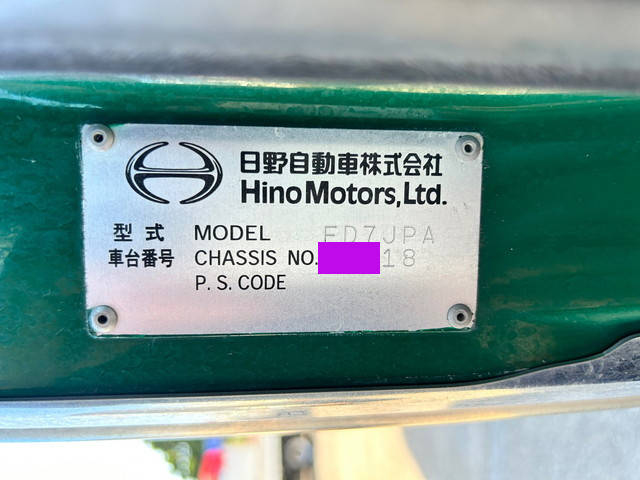 日野自動車株式会社
Hino Motors, Ltd.
型式 MODEL FD7JPA
車台番号 CHASSIS NO. 18
P. S. CODE